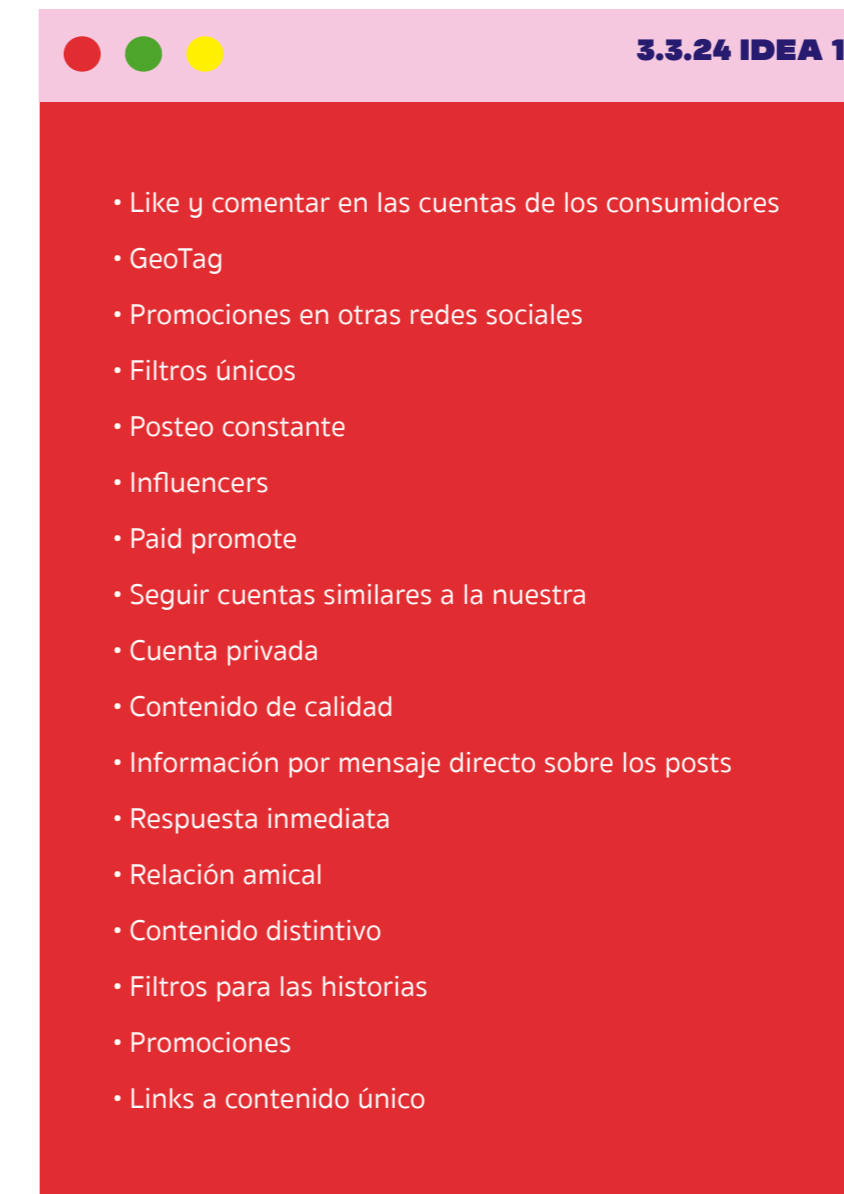 3.3.24 IDEA 1
• Like y comentar en las cuentas de los consumidores
• GeoTag
• Promociones en otras redes sociales
• Filtros únicos
• Posteo constante
• Influencers
• Paid promote
• Seguir cuentas similares a la nuestra
• Cuenta privada
• Contenido de calidad
• Información por mensaje directo sobre los posts
• Respuesta inmediata
• Relación amical
• Contenido distintivo
• Filtros para las historias
• Promociones
• Links a contenido único